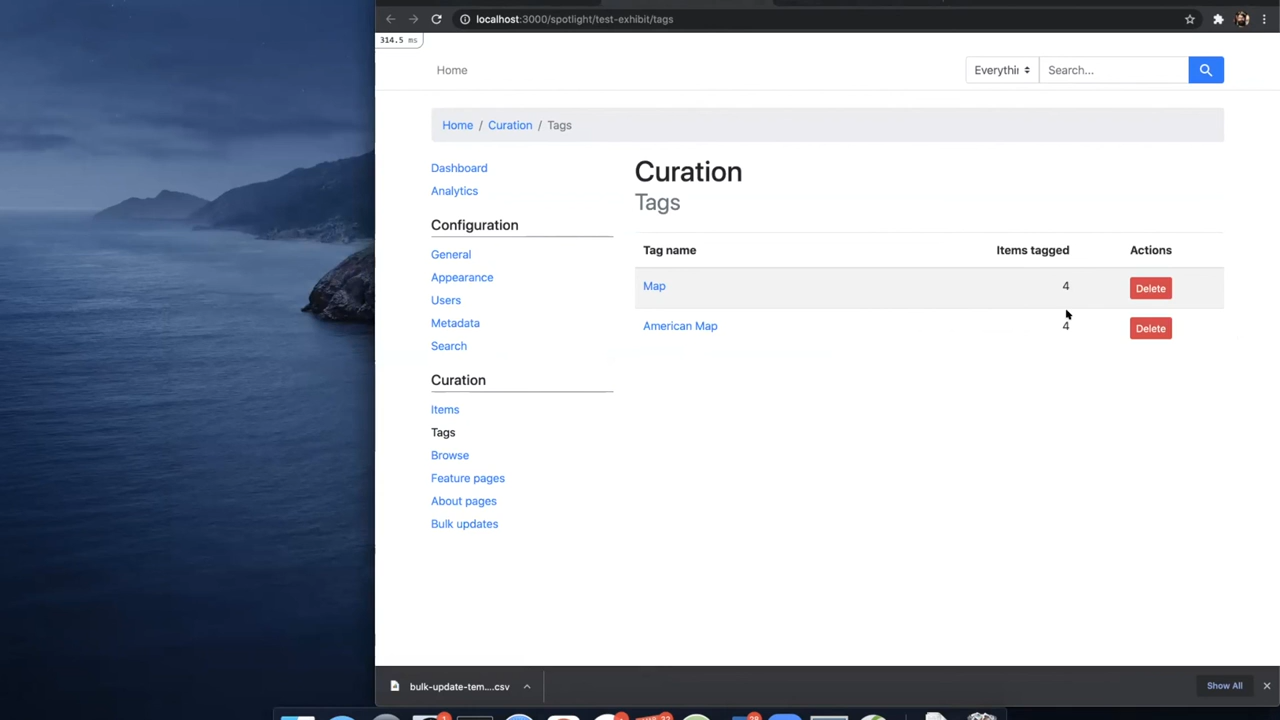 localhost:3000/spotlight/test-exhibit/tags
314.5 ms
Home
Everythi
Search...
Home / Curation / Tags
Dashboard
Analytics
Configuration
General
Appearance
Users
Metadata
Search
Curation
Items
Tags
Browse
Feature pages
About pages
Bulk updates
Curation
Tags
Tag name Items tagged Actions
Map 4 Delete
American Map 4 Delete
bulk-update-tem....csv
Show All